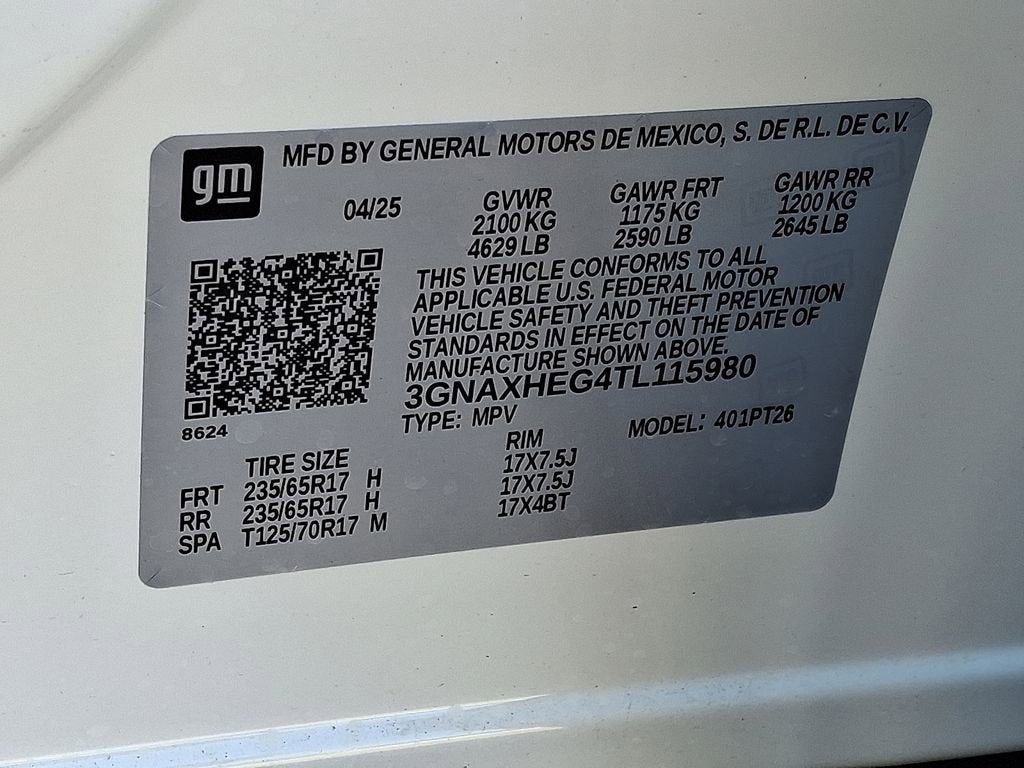 gm
MFD BY GENERAL MOTORS DE MEXICO, S. DE R.L. DE C.V.
04/25 GVWR GAWR FRT GAWR RR
2100 KG 1175 KG 1200 KG
4629 LB 2590 LB 2645 LB
THIS VEHICLE CONFORMS TO ALL
APPLICABLE U.S. FEDERAL MOTOR
VEHICLE SAFETY AND THEFT PREVENTION
STANDARDS IN EFFECT ON THE DATE OF
MANUFACTURE SHOWN ABOVE.
3GNAXHEG4TL115980
8624
TYPE: MPV MODEL: 401PT26
TIRE SIZE RIM
FRT 235/65R17 H 17X7.5J
RR 235/65R17 H 17X7.5J
SPA T125/70R17 M 17X4BT